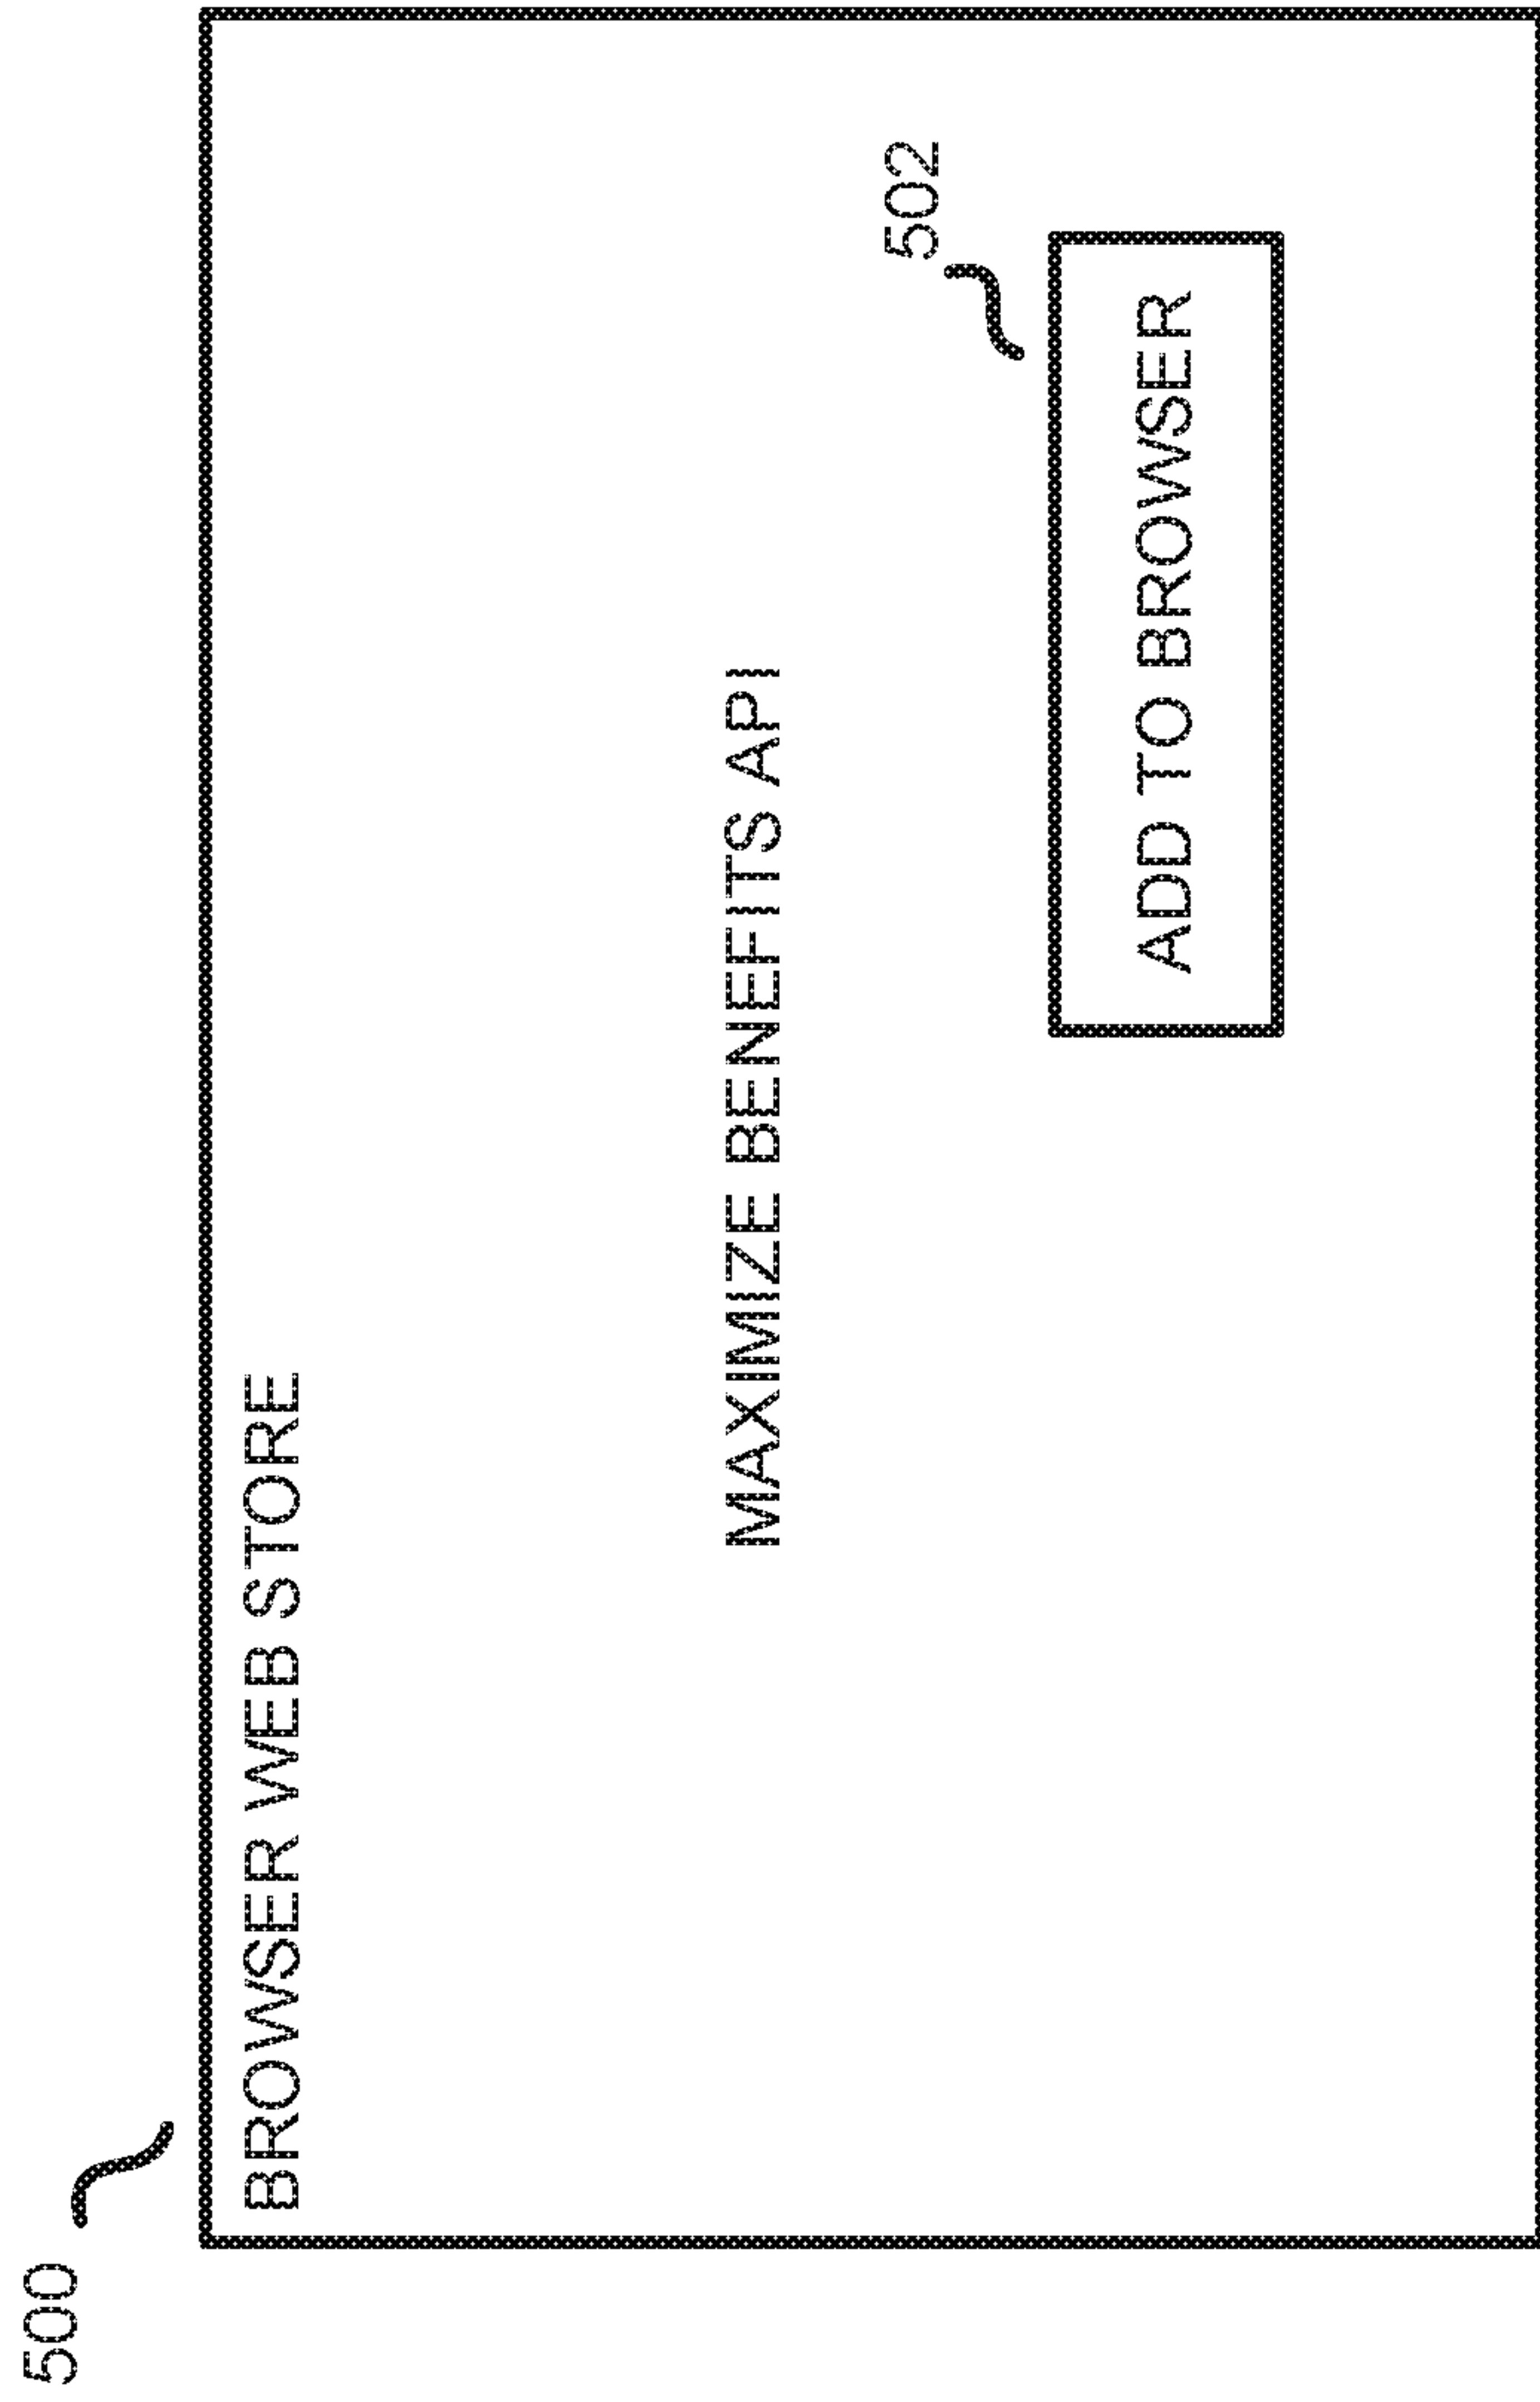 500
BROWSER WEB STORE
MAXIMIZE BENEFITS API
502
ADD TO BROWSER